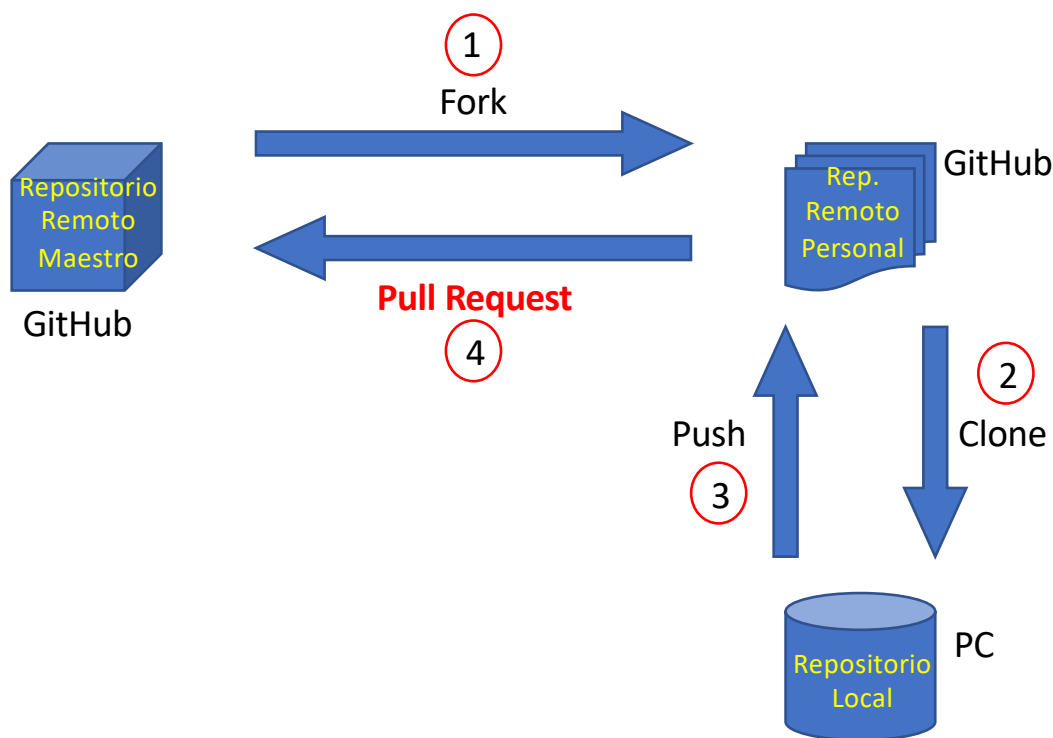 1
Fork
Repositorio
Remoto
Maestro
GitHub
Rep.
Remoto
Personal
GitHub
Pull Request
4
2
Clone
Push
3
Repositorio
Local
PC